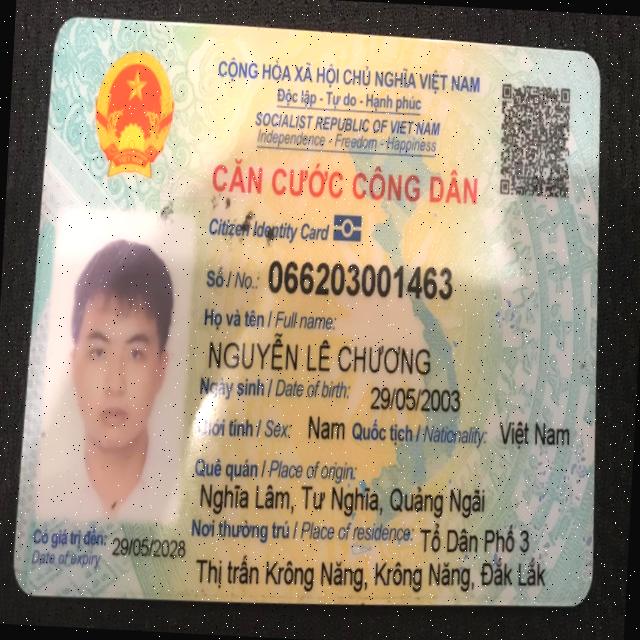 CỘNG HÒA XÃ HỘI CHỦ NGHĨA VIỆT NAM
Độc lập - Tự do - Hạnh phúc
SOCIALIST REPUBLIC OF VIET NAM
Independence - Freedom - Happiness
CĂN CƯỚC CÔNG DÂN
Citizen Identity Card
Số / No.: 066203001463
Họ và tên / Full name:
NGUYỄN LÊ CHƯƠNG
Ngày sinh / Date of birth: 29/05/2003
Giới tính / Sex: Nam Quốc tịch / Nationality: Việt Nam
Quê quán / Place of origin:
Nghĩa Lâm, Tư Nghĩa, Quảng Ngãi
Nơi thường trú / Place of residence: Tổ Dân Phố 3
Thị trấn Krông Năng, Krông Năng, Đắk Lắk
Có giá trị đến: 29/05/2028
Date of expiry